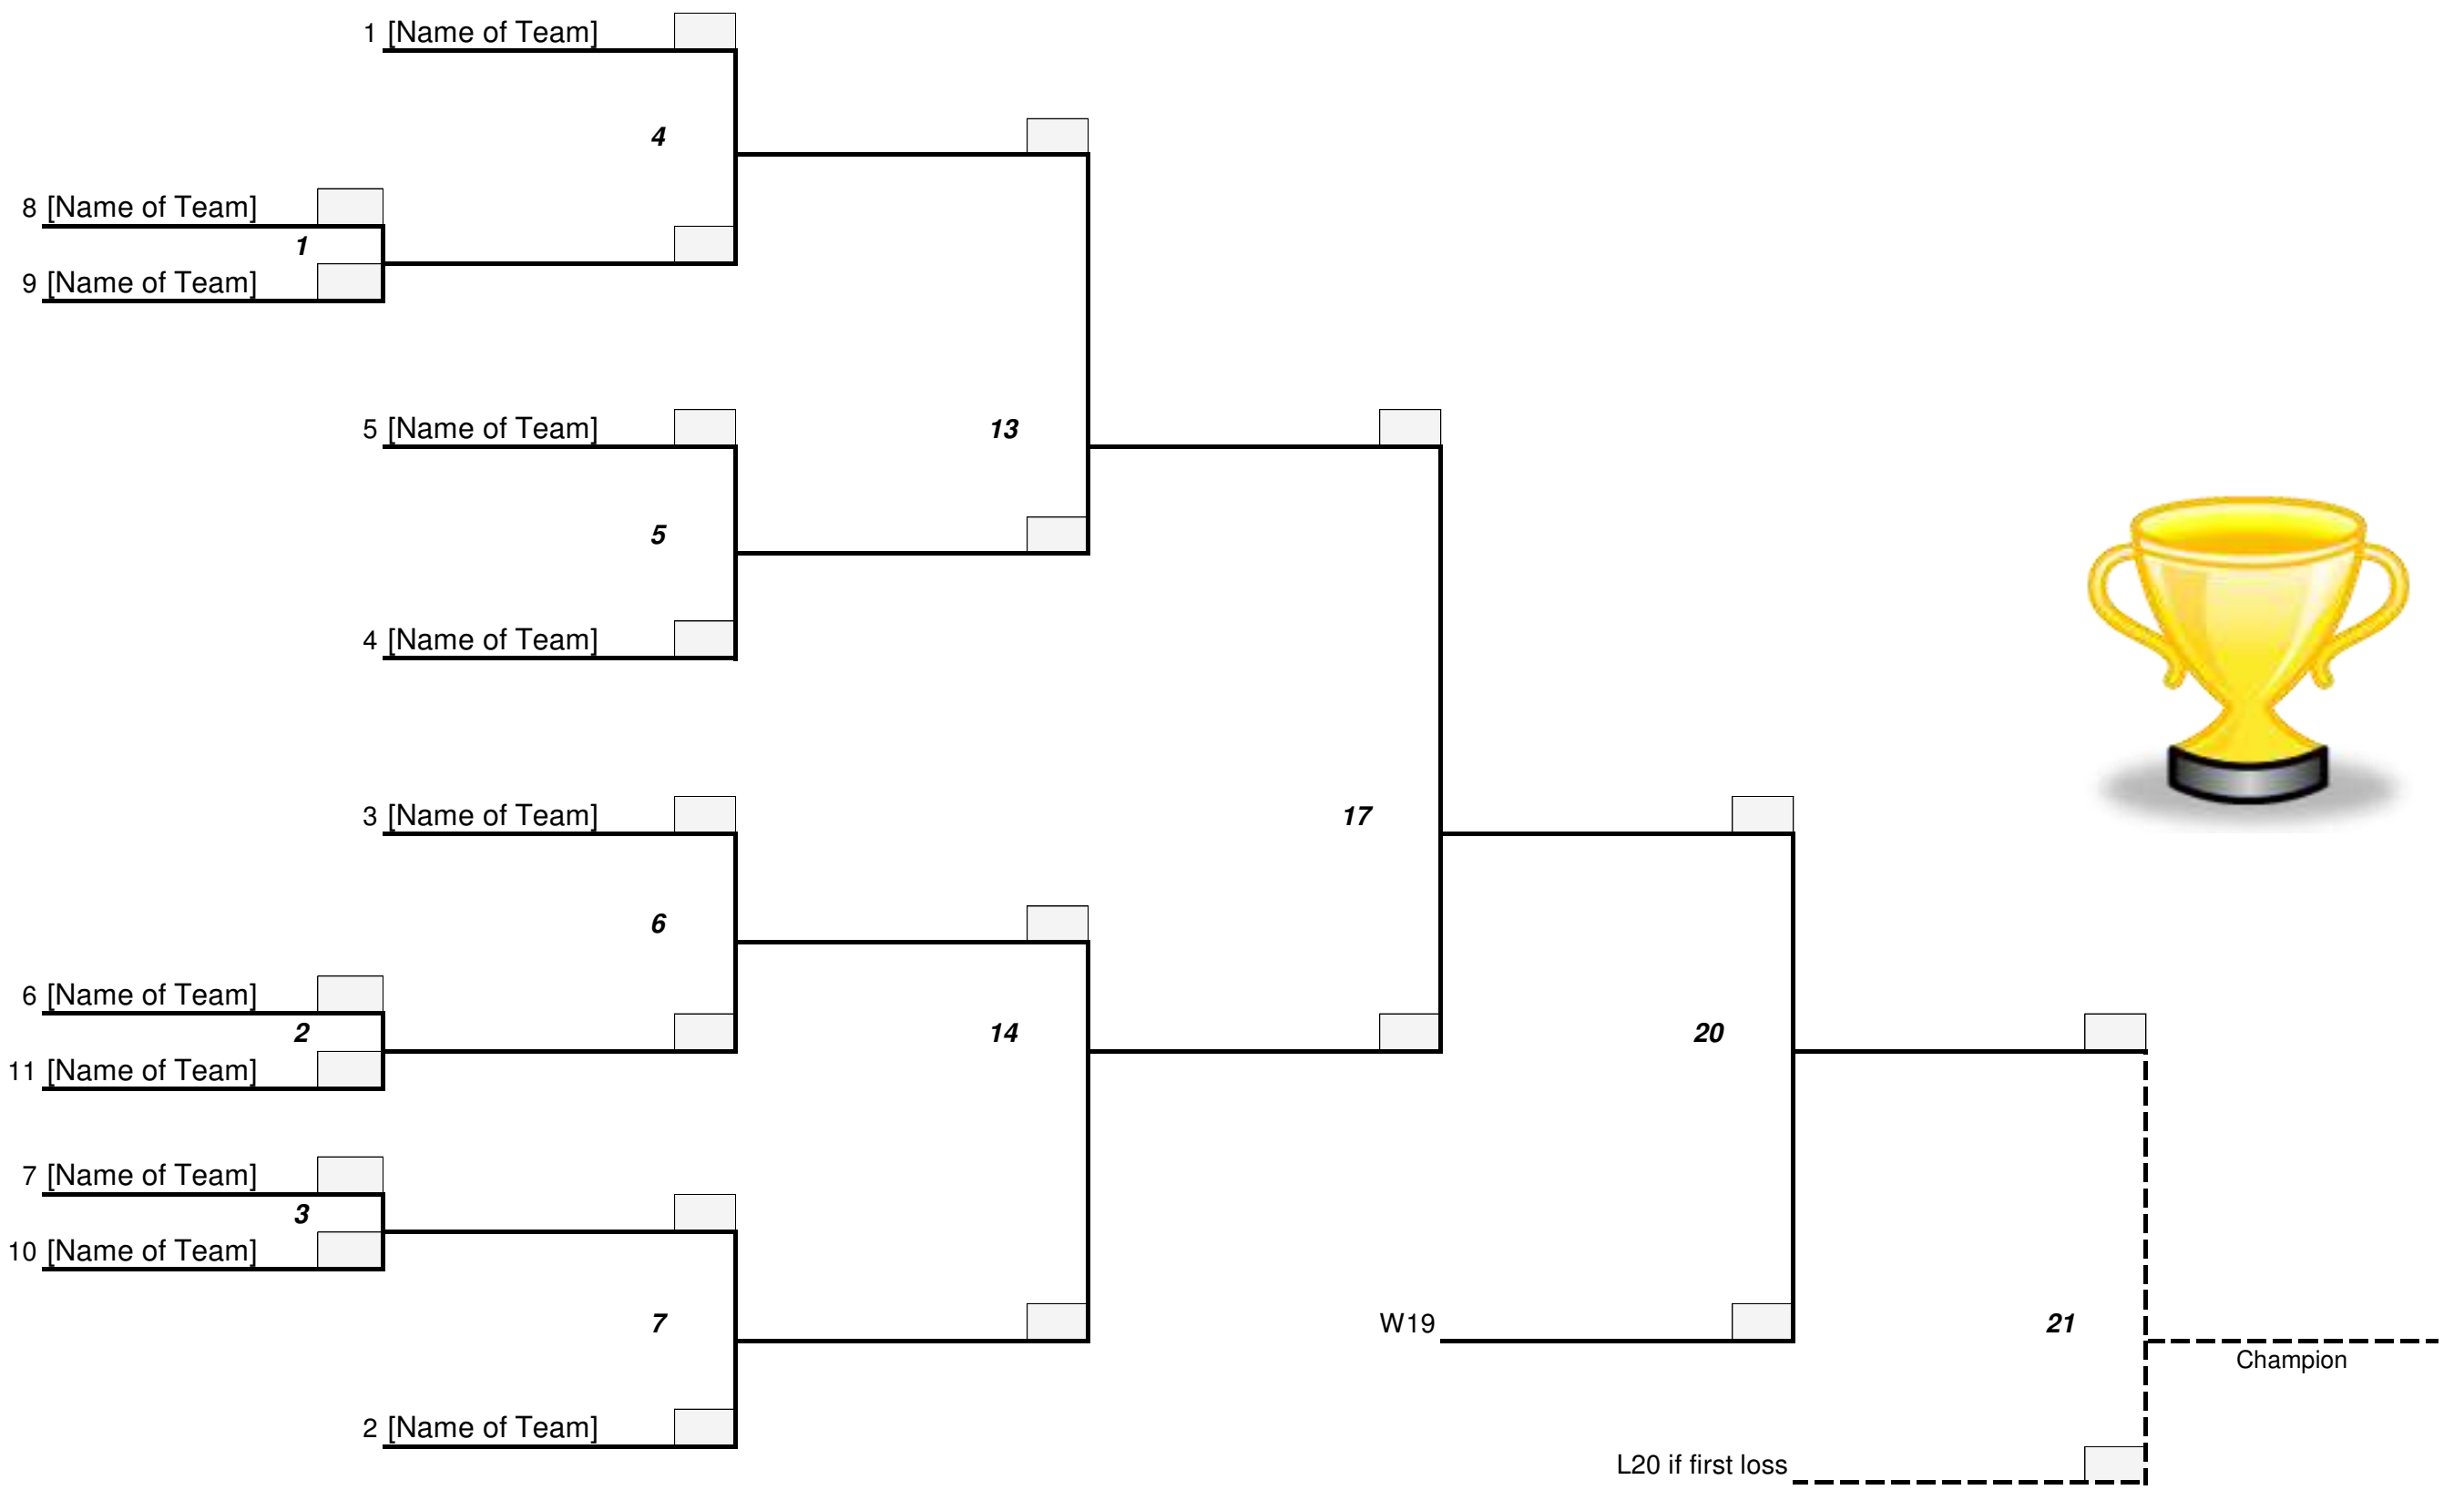 1 [Name of Team]
4
8 [Name of Team]
1
9 [Name of Team]
5 [Name of Team]
13
5
4 [Name of Team]
3 [Name of Team]
17
6
6 [Name of Team]
2
14
20
11 [Name of Team]
7 [Name of Team]
3
10 [Name of Team]
7
W19
21
Champion
2 [Name of Team]
L20 if first loss